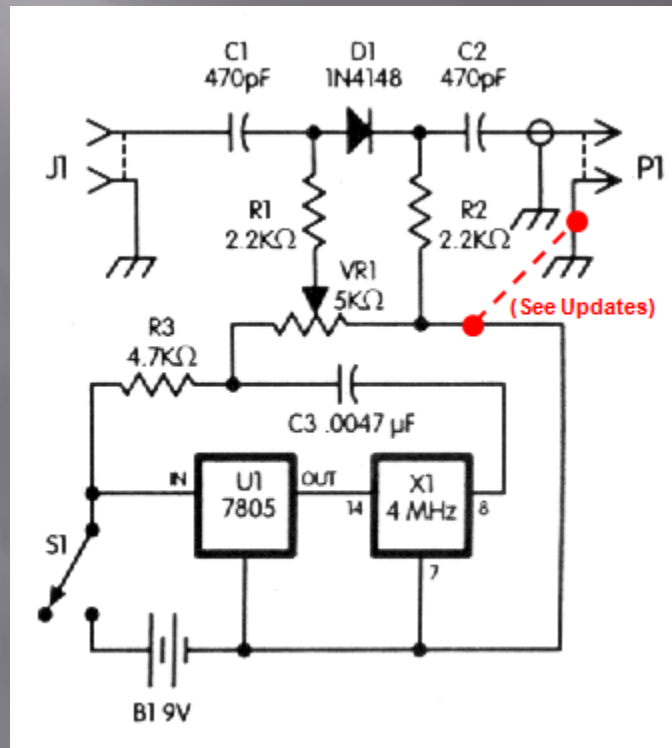 C1
470pF
D1
1N4148
C2
470pF
J1
P1
R1
2.2KΩ
R2
2.2KΩ
VR1
5KΩ
(See Updates)
R3
4.7KΩ
C3 .0047 µF
IN
U1
7805
OUT
14
X1
4 MHz
8
7
S1
B1 9V